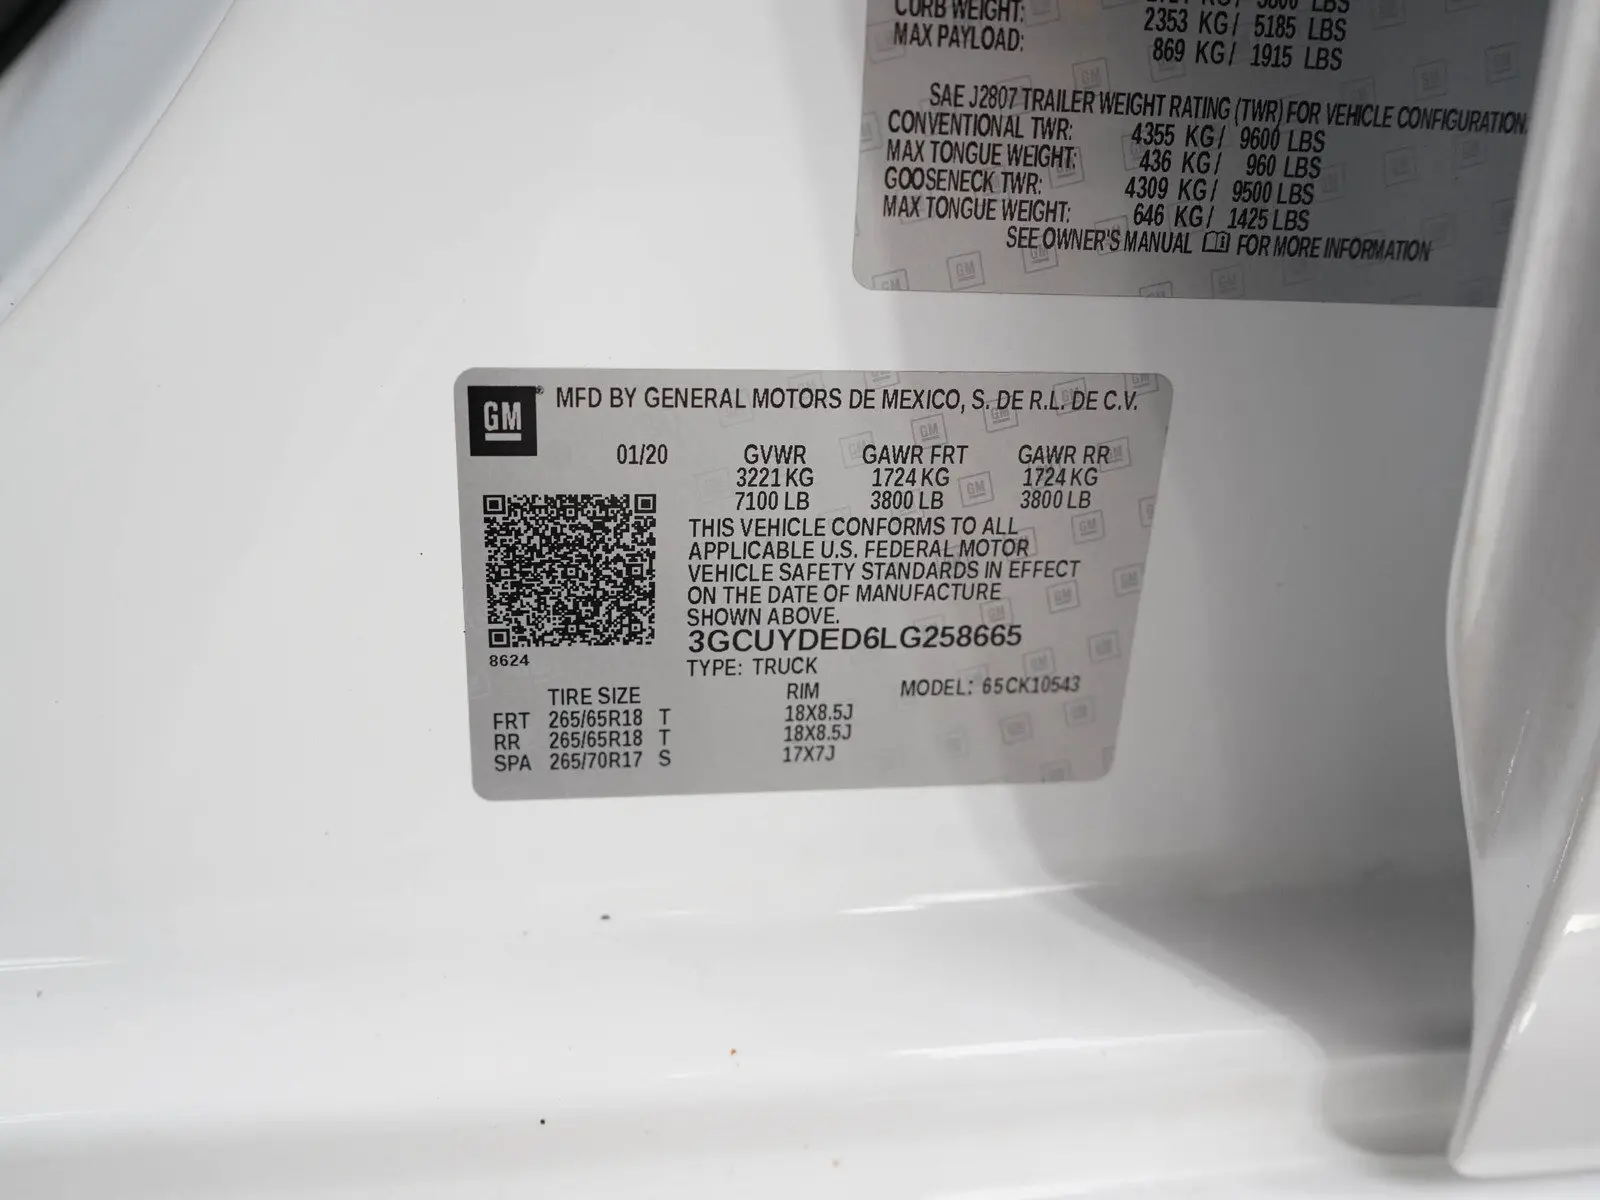 CURB WEIGHT: 2353 KG/ 5185 LBS
MAX PAYLOAD: 869 KG/ 1915 LBS
SAE J2807 TRAILER WEIGHT RATING (TWR) FOR VEHICLE CONFIGURATION.
CONVENTIONAL TWR: 4355 KG/ 9600 LBS
MAX TONGUE WEIGHT: 436 KG/ 960 LBS
GOOSENECK TWR: 4309 KG/ 9500 LBS
MAX TONGUE WEIGHT: 646 KG/ 1425 LBS
SEE OWNER'S MANUAL FOR MORE INFORMATION
GM® MFD BY GENERAL MOTORS DE MEXICO, S. DE R.L. DE C.V.
01/20 GVWR GAWR FRT GAWR RR
3221 KG 1724 KG 1724 KG
7100 LB 3800 LB 3800 LB
THIS VEHICLE CONFORMS TO ALL
APPLICABLE U.S. FEDERAL MOTOR
VEHICLE SAFETY STANDARDS IN EFFECT
ON THE DATE OF MANUFACTURE
SHOWN ABOVE.
3GCUYDED6LG258665
8624
TYPE: TRUCK
TIRE SIZE RIM MODEL: 65CK10543
FRT 265/65R18 T 18X8.5J
RR 265/65R18 T 18X8.5J
SPA 265/70R17 S 17X7J